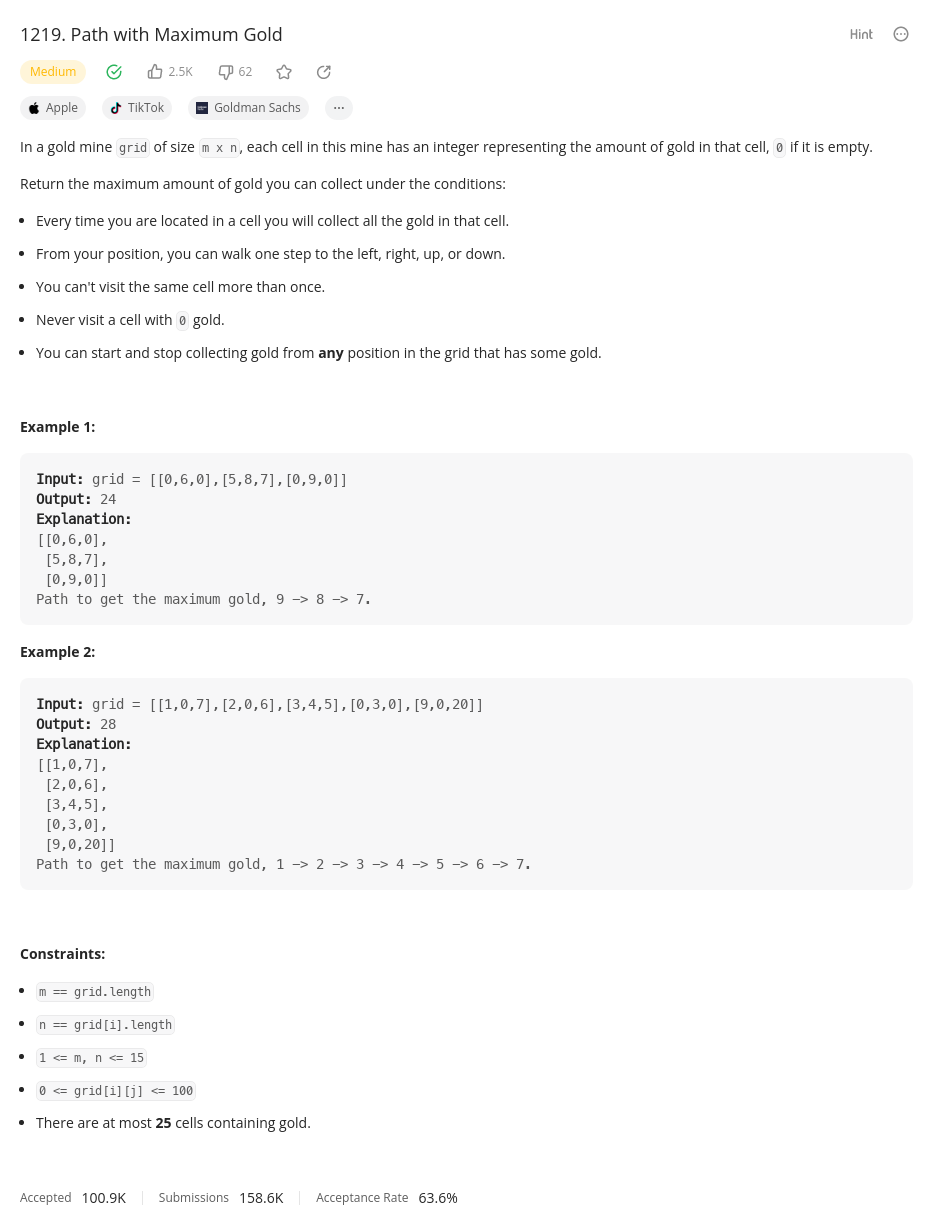 1219. Path with Maximum Gold
Hint
Medium
2.5K
62
Apple
TikTok
Goldman Sachs
In a gold mine grid of size m x n, each cell in this mine has an integer representing the amount of gold in that cell, 0 if it is empty.
Return the maximum amount of gold you can collect under the conditions:
• Every time you are located in a cell you will collect all the gold in that cell.
• From your position, you can walk one step to the left, right, up, or down.
• You can't visit the same cell more than once.
• Never visit a cell with 0 gold.
• You can start and stop collecting gold from any position in the grid that has some gold.
Example 1:
Input: grid = [[0,6,0],[5,8,7],[0,9,0]]
Output: 24
Explanation:
[[0,6,0],
 [5,8,7],
 [0,9,0]]
Path to get the maximum gold, 9 -> 8 -> 7.
Example 2:
Input: grid = [[1,0,7],[2,0,6],[3,4,5],[0,3,0],[9,0,20]]
Output: 28
Explanation:
[[1,0,7],
 [2,0,6],
 [3,4,5],
 [0,3,0],
 [9,0,20]]
Path to get the maximum gold, 1 -> 2 -> 3 -> 4 -> 5 -> 6 -> 7.
Constraints:
• m == grid.length
• n == grid[i].length
• 1 <= m, n <= 15
• 0 <= grid[i][j] <= 100
• There are at most 25 cells containing gold.
Accepted 100.9K Submissions 158.6K Acceptance Rate 63.6%